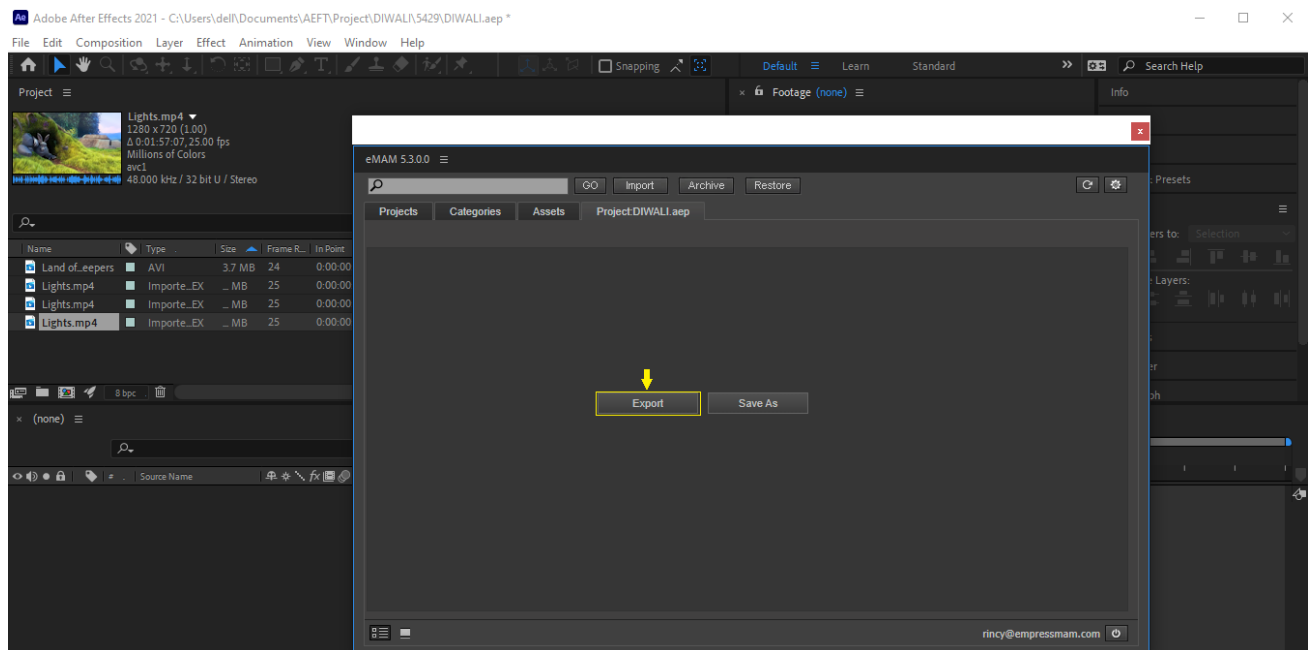 Ae Adobe After Effects 2021 - C:\Users\dell\Documents\AEFT\Project\DIWALI\5429\DIWALI.aep *
File Edit Composition Layer Effect Animation View Window Help
Snapping Default Learn Standard Search Help
Project
Footage (none)
Info
Lights.mp4
1280 x 720 (1.00)
Δ 0:01:57:07, 25.00 fps
Millions of Colors
avc1
48.000 kHz / 32 bit U / Stereo
eMAM 5.3.0.0
GO Import Archive Restore
: Presets
Projects Categories Assets Project:DIWALI.aep
ers to: Selection
Name Type Size Frame R... In Point
Land of...eepers AVI 3.7 MB 24 0:00:00
Lights.mp4 Importe...EX ... MB 25 0:00:00
Lights.mp4 Importe...EX ... MB 25 0:00:00
Lights.mp4 Importe...EX ... MB 25 0:00:00
e Layers:
er
ph
8 bpc
Export Save As
(none)
# Source Name
fx
rincy@empressmam.com